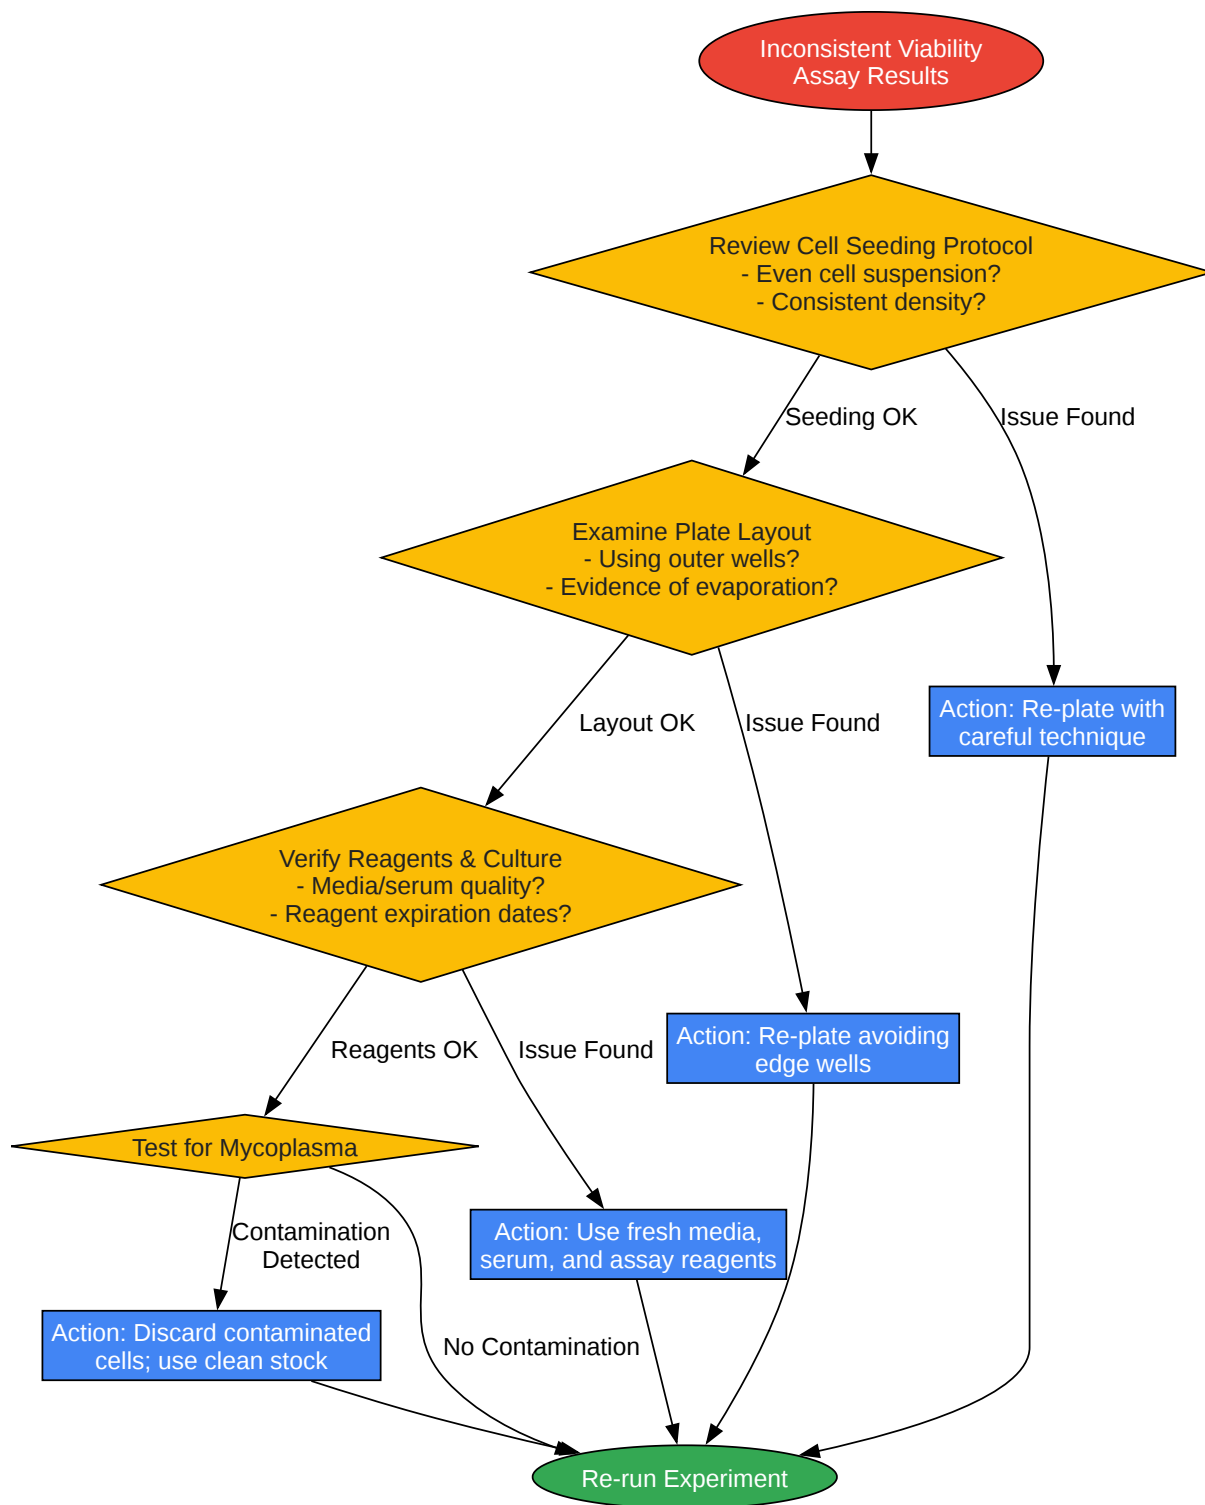 Inconsistent Viability
Assay Results
Review Cell Seeding Protocol
- Even cell suspension?
- Consistent density?
Seeding OK
Issue Found
Examine Plate Layout
- Using outer wells?
- Evidence of evaporation?
Action: Re-plate with
careful technique
Layout OK
Issue Found
Verify Reagents & Culture
- Media/serum quality?
- Reagent expiration dates?
Action: Re-plate avoiding
edge wells
Reagents OK
Issue Found
Test for Mycoplasma
Contamination
Detected
Action: Use fresh media,
serum, and assay reagents
Action: Discard contaminated
cells; use clean stock
No Contamination
Re-run Experiment